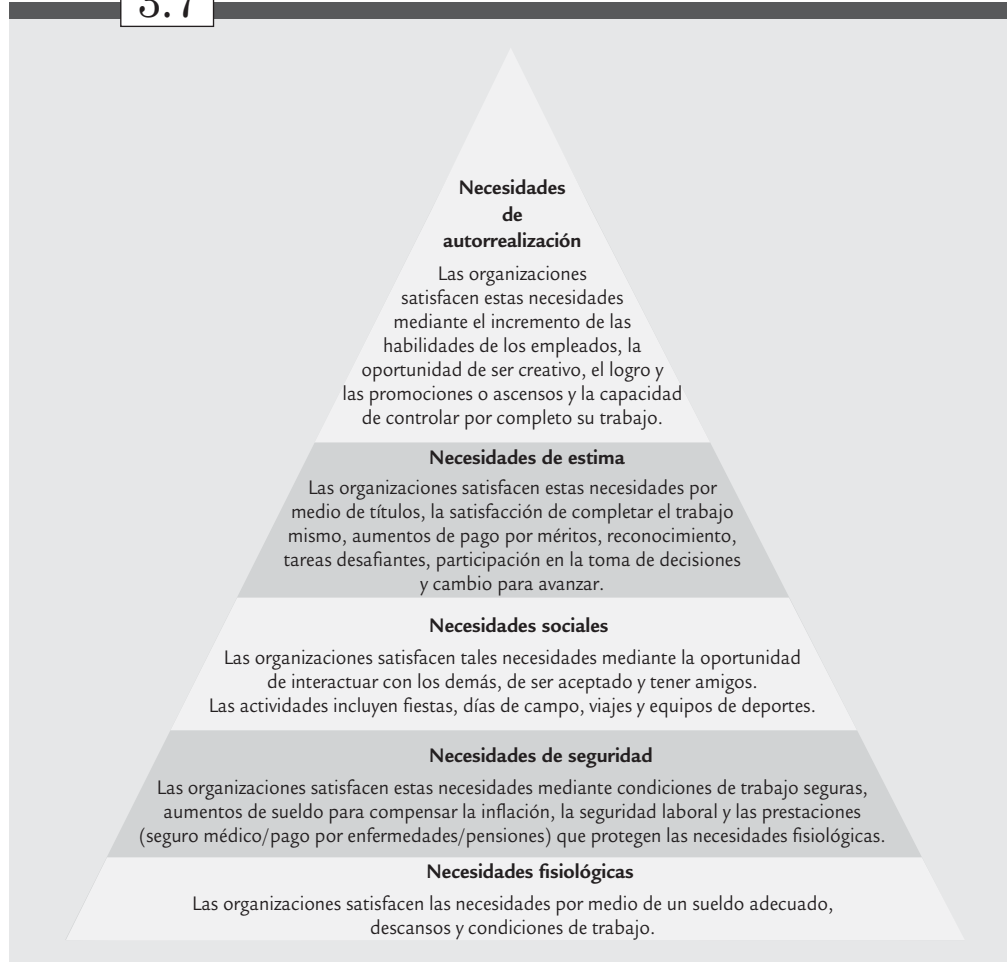 3.7
Necesidades
de
autorrealización
Las organizaciones
satisfacen estas necesidades
mediante el incremento de las
habilidades de los empleados, la
oportunidad de ser creativo, el logro y
las promociones o ascensos y la capacidad
de controlar por completo su trabajo.
Necesidades de estima
Las organizaciones satisfacen estas necesidades por
medio de títulos, la satisfacción de completar el trabajo
mismo, aumentos de pago por méritos, reconocimiento,
tareas desafiantes, participación en la toma de decisiones
y cambio para avanzar.
Necesidades sociales
Las organizaciones satisfacen tales necesidades mediante la oportunidad
de interactuar con los demás, de ser aceptado y tener amigos.
Las actividades incluyen fiestas, días de campo, viajes y equipos de deportes.
Necesidades de seguridad
Las organizaciones satisfacen estas necesidades mediante condiciones de trabajo seguras,
aumentos de sueldo para compensar la inflación, la seguridad laboral y las prestaciones
(seguro médico/pago por enfermedades/pensiones) que protegen las necesidades fisiológicas.
Necesidades fisiológicas
Las organizaciones satisfacen las necesidades por medio de un sueldo adecuado,
descansos y condiciones de trabajo.